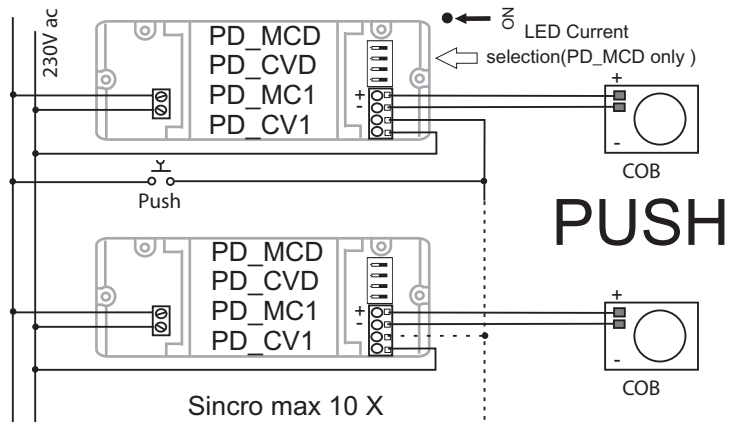 230V ac
PD_MCD
PD_CVD
PD_MC1
PD_CV1
+
-
ON
LED Current
selection(PD_MCD only )
+
-
COB
Push
PUSH
PD_MCD
PD_CVD
PD_MC1
PD_CV1
+
-
+
-
COB
Sincro max 10 X